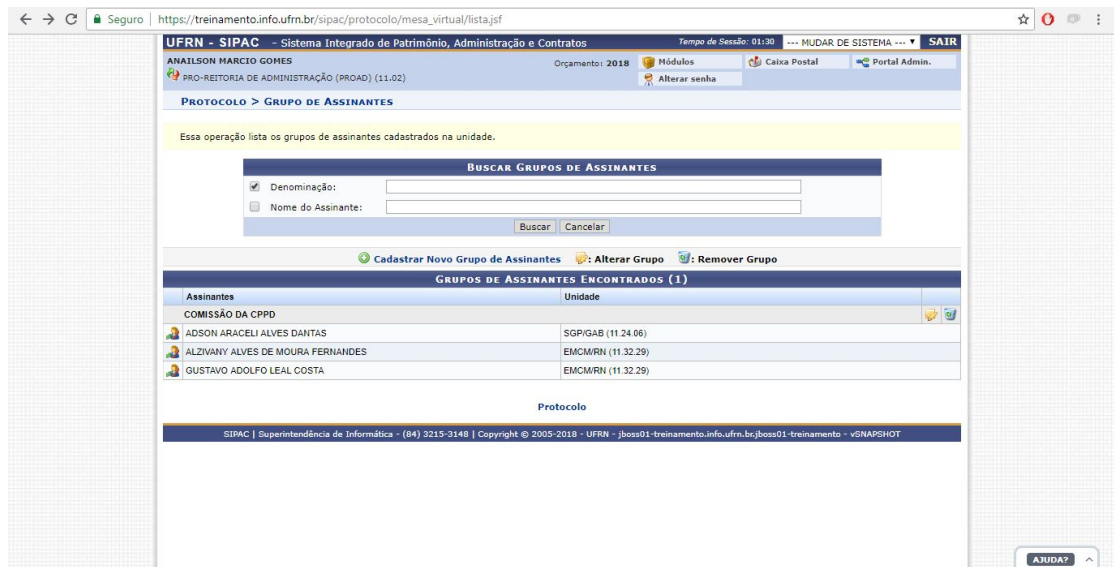 Seguro | https://treinamento.info.ufrn.br/sipac/protocolo/mesa_virtual/lista.jsf
UFRN - SIPAC - Sistema Integrado de Patrimônio, Administração e Contratos Tempo de Sessão: 01:30 --- MUDAR DE SISTEMA --- SAIR
ANAILSON MARCIO GOMES Orçamento: 2018 Módulos Caixa Postal Portal Admin.
PRO-REITORIA DE ADMINISTRAÇÃO (PROAD) (11.02) Alterar senha
PROTOCOLO > GRUPO DE ASSINANTES
Essa operação lista os grupos de assinantes cadastrados na unidade.
BUSCAR GRUPOS DE ASSINANTES
Denominação:
Nome do Assinante:
Buscar Cancelar
Cadastrar Novo Grupo de Assinantes : Alterar Grupo : Remover Grupo
GRUPOS DE ASSINANTES ENCONTRADOS (1)
Assinantes Unidade
COMISSÃO DA CPPD
ADSON ARACELI ALVES DANTAS SGP/GAB (11.24.06)
ALZIVANY ALVES DE MOURA FERNANDES EMCM/RN (11.32.29)
GUSTAVO ADOLFO LEAL COSTA EMCM/RN (11.32.29)
Protocolo
SIPAC | Superintendência de Informática - (84) 3215-3148 | Copyright © 2005-2018 - UFRN - jboss01-treinamento.info.ufrn.br.jboss01-treinamento - vSNAPSHOT
AJUDA?